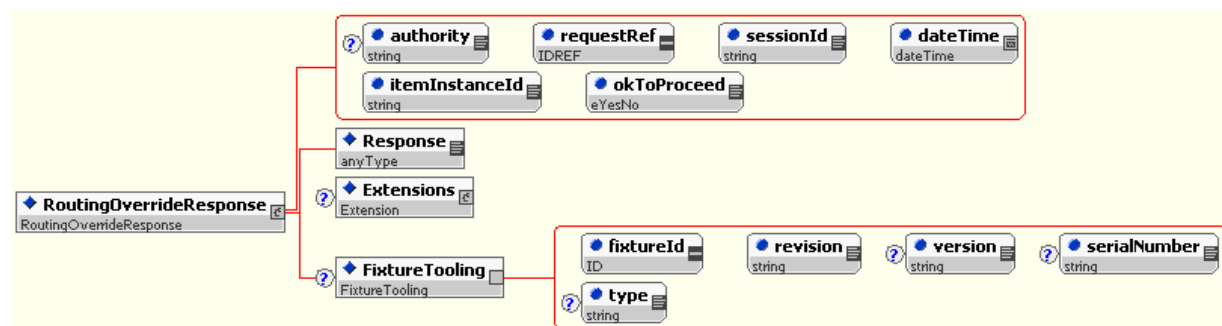 ? authority requestRef sessionId dateTime
string IDREF string dateTime
itemInstanceId okToProceed
string eYesNo
Response
anyType
? Extensions
Extension
RoutingOverrideResponse
RoutingOverrideResponse
fixtureId revision ? version ? serialNumber
ID string string string
? FixtureTooling
FixtureTooling
? type
string